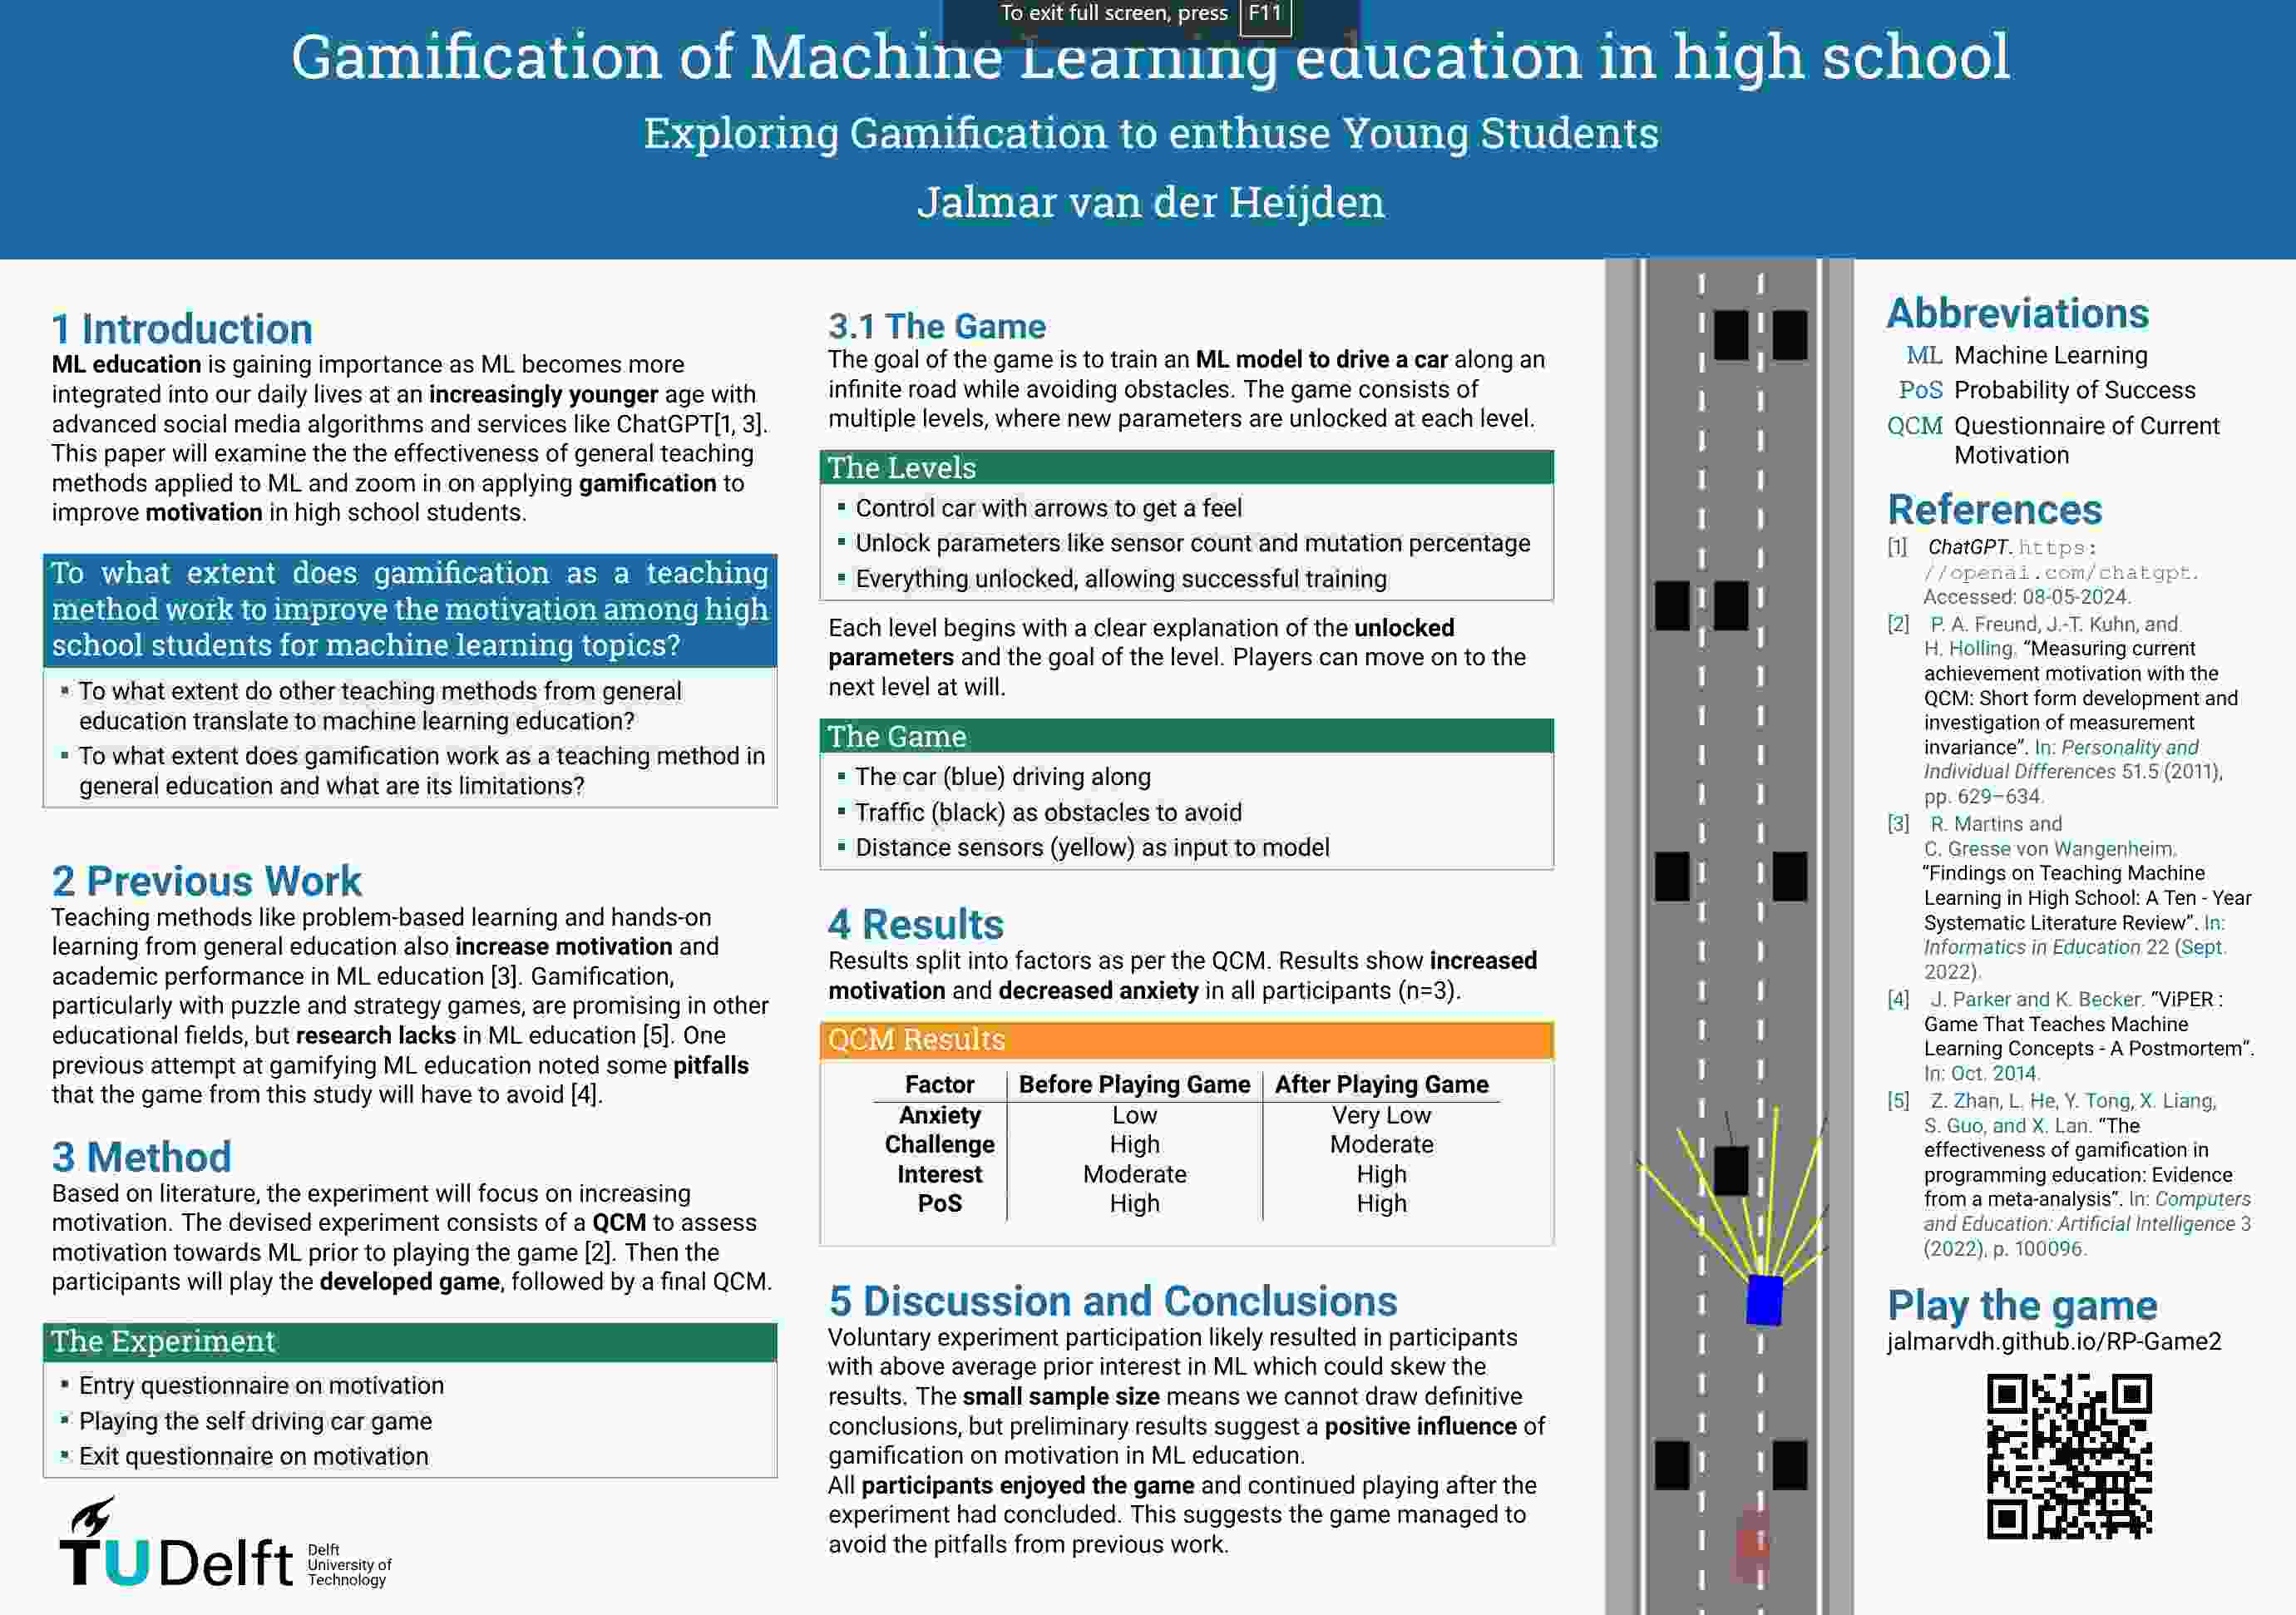 To exit full screen, press F11
Gamification of Machine Learning education in high school
Exploring Gamification to enthuse Young Students
Jalmar van der Heijden
1 Introduction
ML education is gaining importance as ML becomes more
integrated into our daily lives at an increasingly younger age with
advanced social media algorithms and services like ChatGPT[1, 3].
This paper will examine the the effectiveness of general teaching
methods applied to ML and zoom in on applying gamification to
improve motivation in high school students.
To what extent does gamification as a teaching
method work to improve the motivation among high
school students for machine learning topics?
▪ To what extent do other teaching methods from general
education translate to machine learning education?
▪ To what extent does gamification work as a teaching method in
general education and what are its limitations?
2 Previous Work
Teaching methods like problem-based learning and hands-on
learning from general education also increase motivation and
academic performance in ML education [3]. Gamification,
particularly with puzzle and strategy games, are promising in other
educational fields, but research lacks in ML education [5]. One
previous attempt at gamifying ML education noted some pitfalls
that the game from this study will have to avoid [4].
3 Method
Based on literature, the experiment will focus on increasing
motivation. The devised experiment consists of a QCM to assess
motivation towards ML prior to playing the game [2]. Then the
participants will play the developed game, followed by a final QCM.
The Experiment
▪ Entry questionnaire on motivation
▪ Playing the self driving car game
▪ Exit questionnaire on motivation
TU Delft
Delft
University of
Technology
3.1 The Game
The goal of the game is to train an ML model to drive a car along an
infinite road while avoiding obstacles. The game consists of
multiple levels, where new parameters are unlocked at each level.
The Levels
▪ Control car with arrows to get a feel
▪ Unlock parameters like sensor count and mutation percentage
▪ Everything unlocked, allowing successful training
Each level begins with a clear explanation of the unlocked
parameters and the goal of the level. Players can move on to the
next level at will.
The Game
▪ The car (blue) driving along
▪ Traffic (black) as obstacles to avoid
▪ Distance sensors (yellow) as input to model
4 Results
Results split into factors as per the QCM. Results show increased
motivation and decreased anxiety in all participants (n=3).
QCM Results
Factor Before Playing Game After Playing Game
Anxiety Low Very Low
Challenge High Moderate
Interest Moderate High
PoS High High
5 Discussion and Conclusions
Voluntary experiment participation likely resulted in participants
with above average prior interest in ML which could skew the
results. The small sample size means we cannot draw definitive
conclusions, but preliminary results suggest a positive influence of
gamification on motivation in ML education.
All participants enjoyed the game and continued playing after the
experiment had concluded. This suggests the game managed to
avoid the pitfalls from previous work.
Abbreviations
ML Machine Learning
PoS Probability of Success
QCM Questionnaire of Current
Motivation
References
[1] ChatGPT. https:
//openai.com/chatgpt.
Accessed: 08-05-2024.
[2] P. A. Freund, J.-T. Kuhn, and
H. Holling. “Measuring current
achievement motivation with the
QCM: Short form development and
investigation of measurement
invariance”. In: Personality and
Individual Differences 51.5 (2011),
pp. 629–634.
[3] R. Martins and
C. Gresse von Wangenheim.
“Findings on Teaching Machine
Learning in High School: A Ten - Year
Systematic Literature Review”. In:
Informatics in Education 22 (Sept.
2022).
[4] J. Parker and K. Becker. “ViPER :
Game That Teaches Machine
Learning Concepts - A Postmortem”.
In: Oct. 2014.
[5] Z. Zhan, L. He, Y. Tong, X. Liang,
S. Guo, and X. Lan. “The
effectiveness of gamification in
programming education: Evidence
from a meta-analysis”. In: Computers
and Education: Artificial Intelligence 3
(2022), p. 100096.
Play the game
jalmarvdh.github.io/RP-Game2